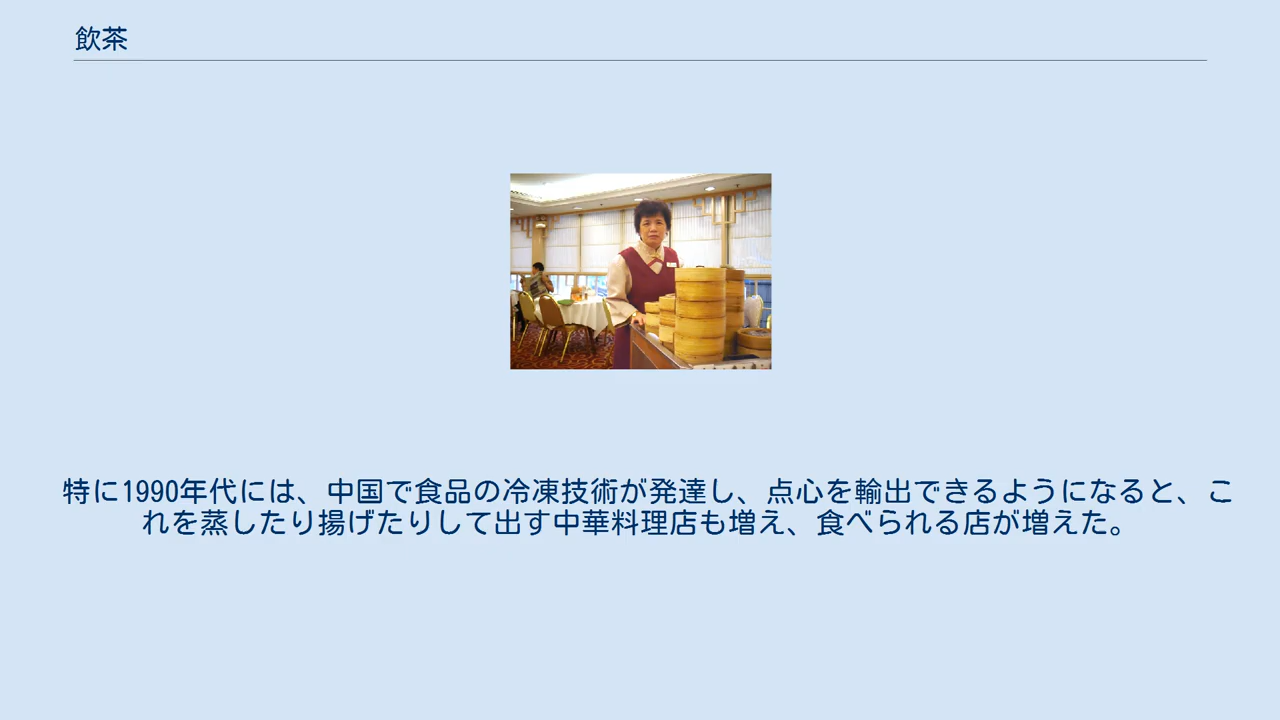 飲茶
特に1990年代には、中国で食品の冷凍技術が発達し、点心を輸出できるようになると、こ
れを蒸したり揚げたりして出す中華料理店も増え、食べられる店が増えた。